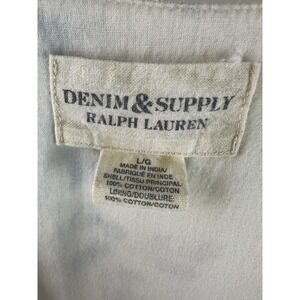 DENIM & SUPPLY
RALPH LAUREN
L/G
MADE IN INDIA/
FABRIQUÉ EN INDE
SHELL/TISSU PRINCIPAL:
100% COTTON/COTON
LINING/DOUBLURE:
100% COTTON/COTON